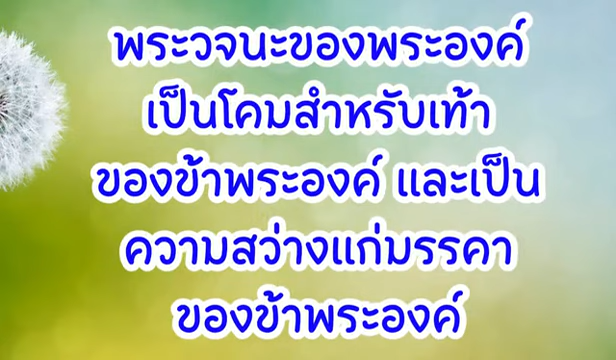 พระวจนะของพระองค์
เป็นโคมสำหรับเท้า
ของข้าพระองค์ และเป็น
ความสว่างแก่มรรคา
ของข้าพระองค์